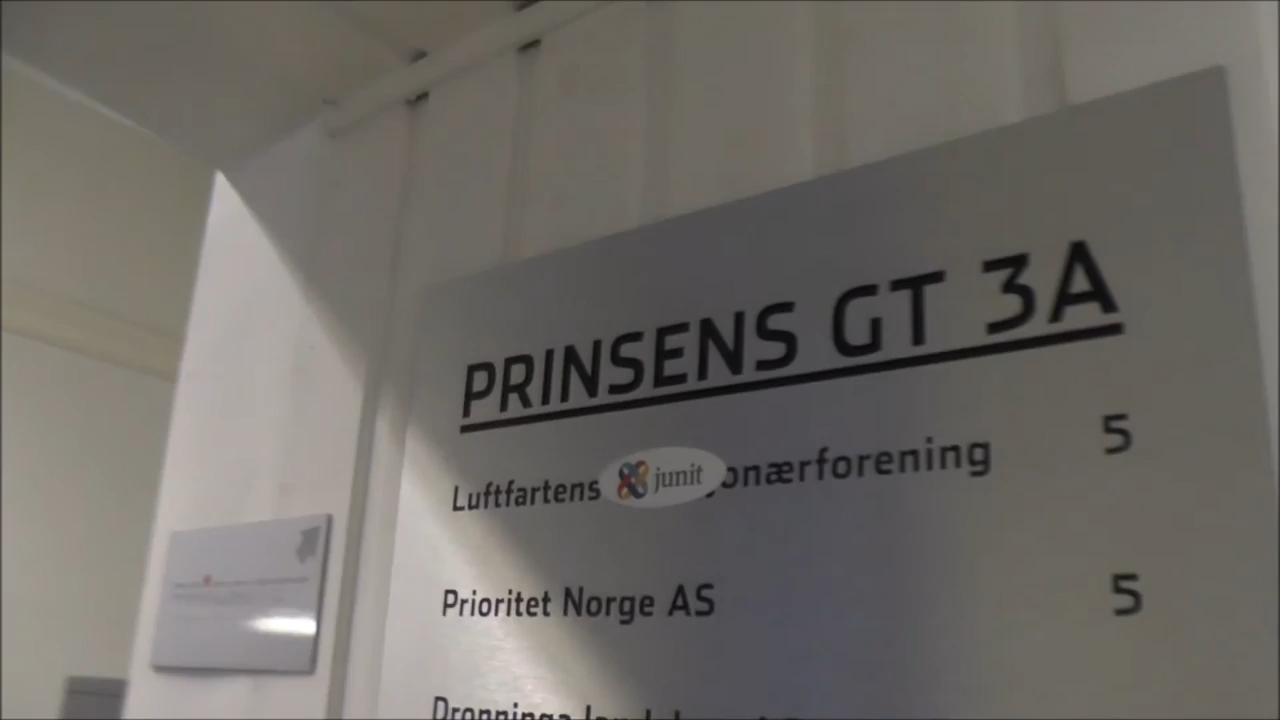 PRINSENS GT 3A
Luftfartens junit onærforening 5
Prioritet Norge AS 5